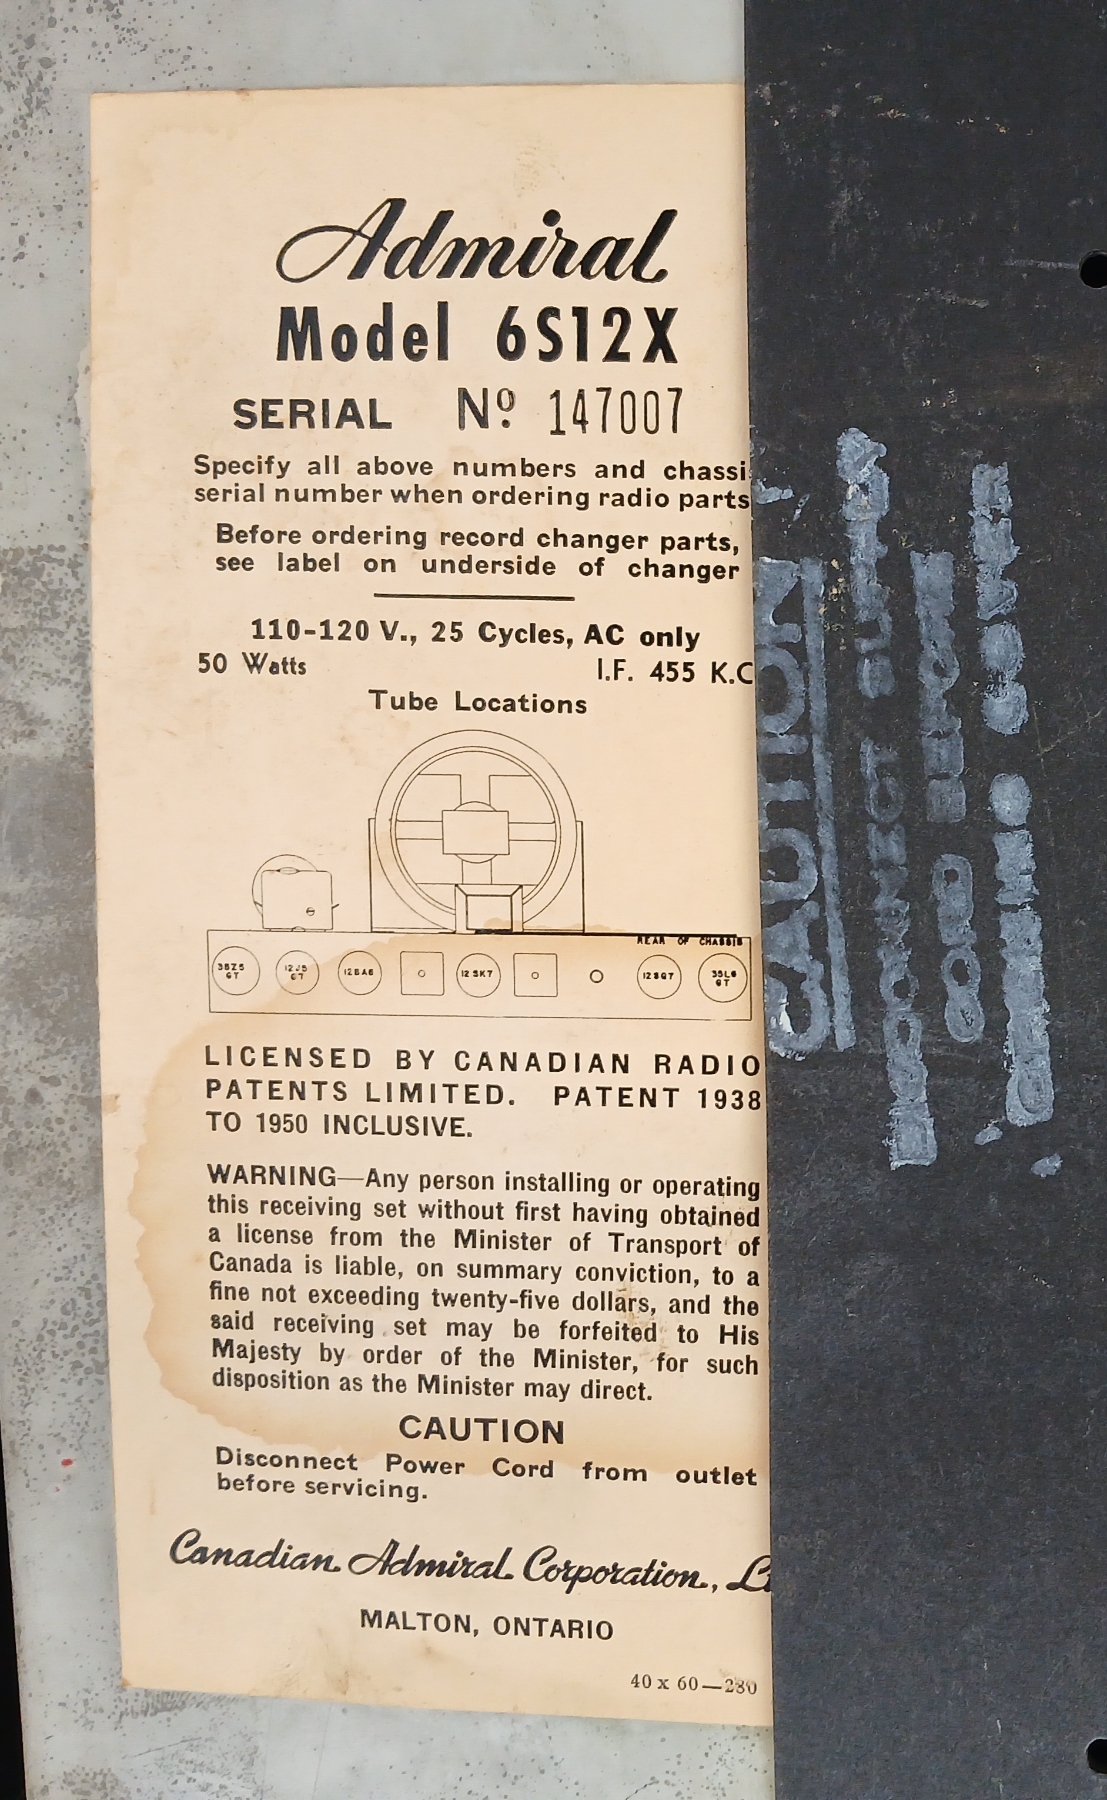 Admiral
Model 6S12X
SERIAL Nº 147007
Specify all above numbers and chassi
serial number when ordering radio parts
Before ordering record changer parts,
see label on underside of changer
110-120 V., 25 Cycles, AC only
50 Watts I.F. 455 K.C
Tube Locations
REAR OF CHASSIS
35Z5 GT 12J5 GT 12BA6 12SK7 12SQ7 35L6 GT
LICENSED BY CANADIAN RADIO
PATENTS LIMITED. PATENT 1938
TO 1950 INCLUSIVE.
WARNING—Any person installing or operating
this receiving set without first having obtained
a license from the Minister of Transport of
Canada is liable, on summary conviction, to a
fine not exceeding twenty-five dollars, and the
said receiving set may be forfeited to His
Majesty by order of the Minister, for such
disposition as the Minister may direct.
CAUTION
Disconnect Power Cord from outlet
before servicing.
Canadian Admiral Corporation, L
MALTON, ONTARIO
40 x 60—280
CAUTION
CORD BEFORE